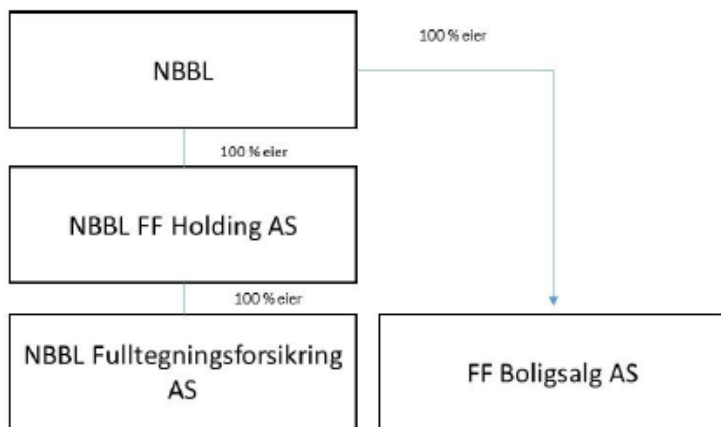 100 % eier
NBBL
100 % eier
NBBL FF Holding AS
100 % eier
NBBL Fulltegningsforsikring
AS
FF Boligsalg AS